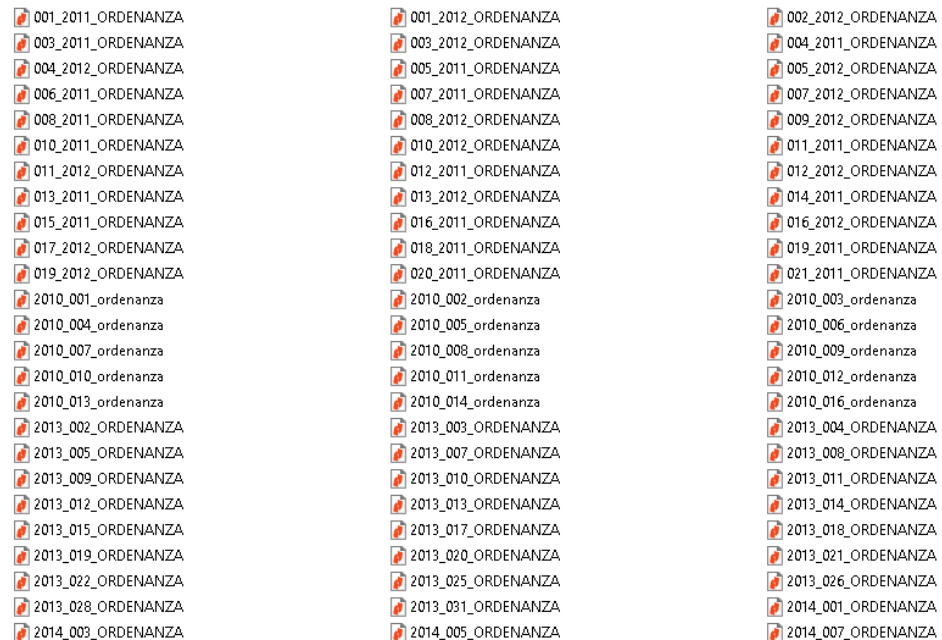 001_2011_ORDENANZA 001_2012_ORDENANZA 002_2012_ORDENANZA
003_2011_ORDENANZA 003_2012_ORDENANZA 004_2011_ORDENANZA
004_2012_ORDENANZA 005_2011_ORDENANZA 005_2012_ORDENANZA
006_2011_ORDENANZA 007_2011_ORDENANZA 007_2012_ORDENANZA
008_2011_ORDENANZA 008_2012_ORDENANZA 009_2012_ORDENANZA
010_2011_ORDENANZA 010_2012_ORDENANZA 011_2011_ORDENANZA
011_2012_ORDENANZA 012_2011_ORDENANZA 012_2012_ORDENANZA
013_2011_ORDENANZA 013_2012_ORDENANZA 014_2011_ORDENANZA
015_2011_ORDENANZA 016_2011_ORDENANZA 016_2012_ORDENANZA
017_2012_ORDENANZA 018_2011_ORDENANZA 019_2011_ORDENANZA
019_2012_ORDENANZA 020_2011_ORDENANZA 021_2011_ORDENANZA
2010_001_ordenanza 2010_002_ordenanza 2010_003_ordenanza
2010_004_ordenanza 2010_005_ordenanza 2010_006_ordenanza
2010_007_ordenanza 2010_008_ordenanza 2010_009_ordenanza
2010_010_ordenanza 2010_011_ordenanza 2010_012_ordenanza
2010_013_ordenanza 2010_014_ordenanza 2010_016_ordenanza
2013_002_ORDENANZA 2013_003_ORDENANZA 2013_004_ORDENANZA
2013_005_ORDENANZA 2013_007_ORDENANZA 2013_008_ORDENANZA
2013_009_ORDENANZA 2013_010_ORDENANZA 2013_011_ORDENANZA
2013_012_ORDENANZA 2013_013_ORDENANZA 2013_014_ORDENANZA
2013_015_ORDENANZA 2013_017_ORDENANZA 2013_018_ORDENANZA
2013_019_ORDENANZA 2013_020_ORDENANZA 2013_021_ORDENANZA
2013_022_ORDENANZA 2013_025_ORDENANZA 2013_026_ORDENANZA
2013_028_ORDENANZA 2013_031_ORDENANZA 2014_001_ORDENANZA
2014_003_ORDENANZA 2014_005_ORDENANZA 2014_007_ORDENANZA